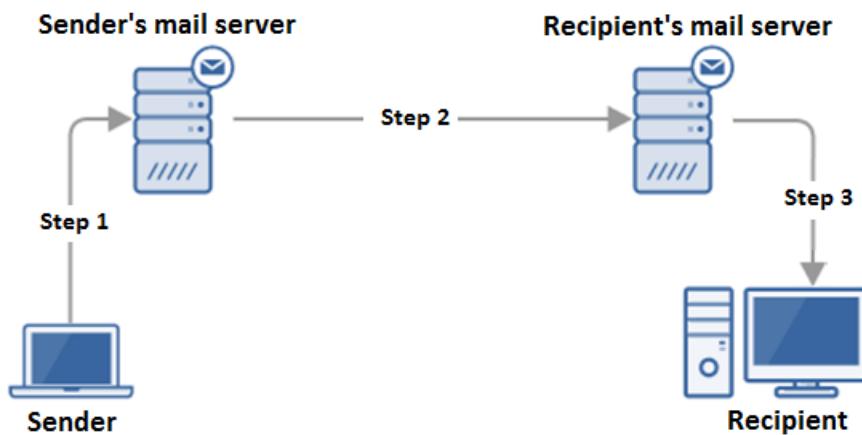 Sender's mail server
Recipient's mail server
Step 2
Step 1
Step 3
Sender
Recipient